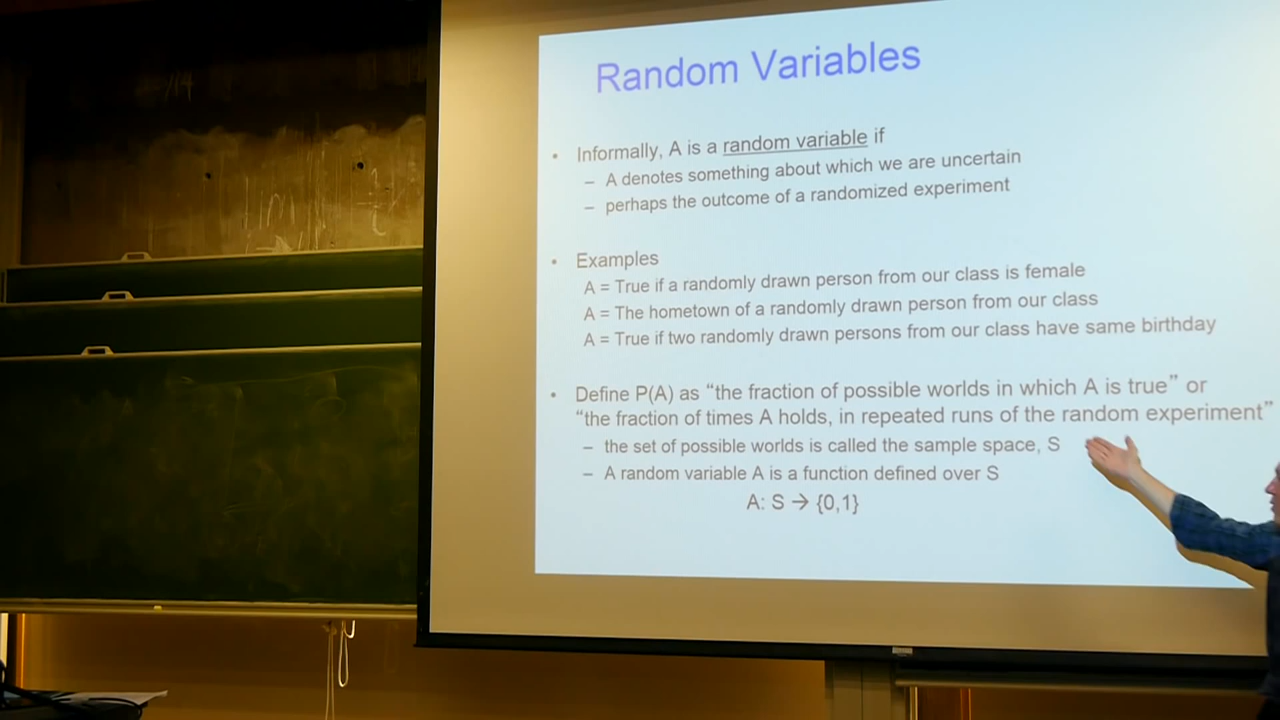 Random Variables
• Informally, A is a random variable if
– A denotes something about which we are uncertain
– perhaps the outcome of a randomized experiment
• Examples
A = True if a randomly drawn person from our class is female
A = The hometown of a randomly drawn person from our class
A = True if two randomly drawn persons from our class have same birthday
• Define P(A) as “the fraction of possible worlds in which A is true” or
“the fraction of times A holds, in repeated runs of the random experiment”
– the set of possible worlds is called the sample space, S
– A random variable A is a function defined over S
A: S → {0,1}